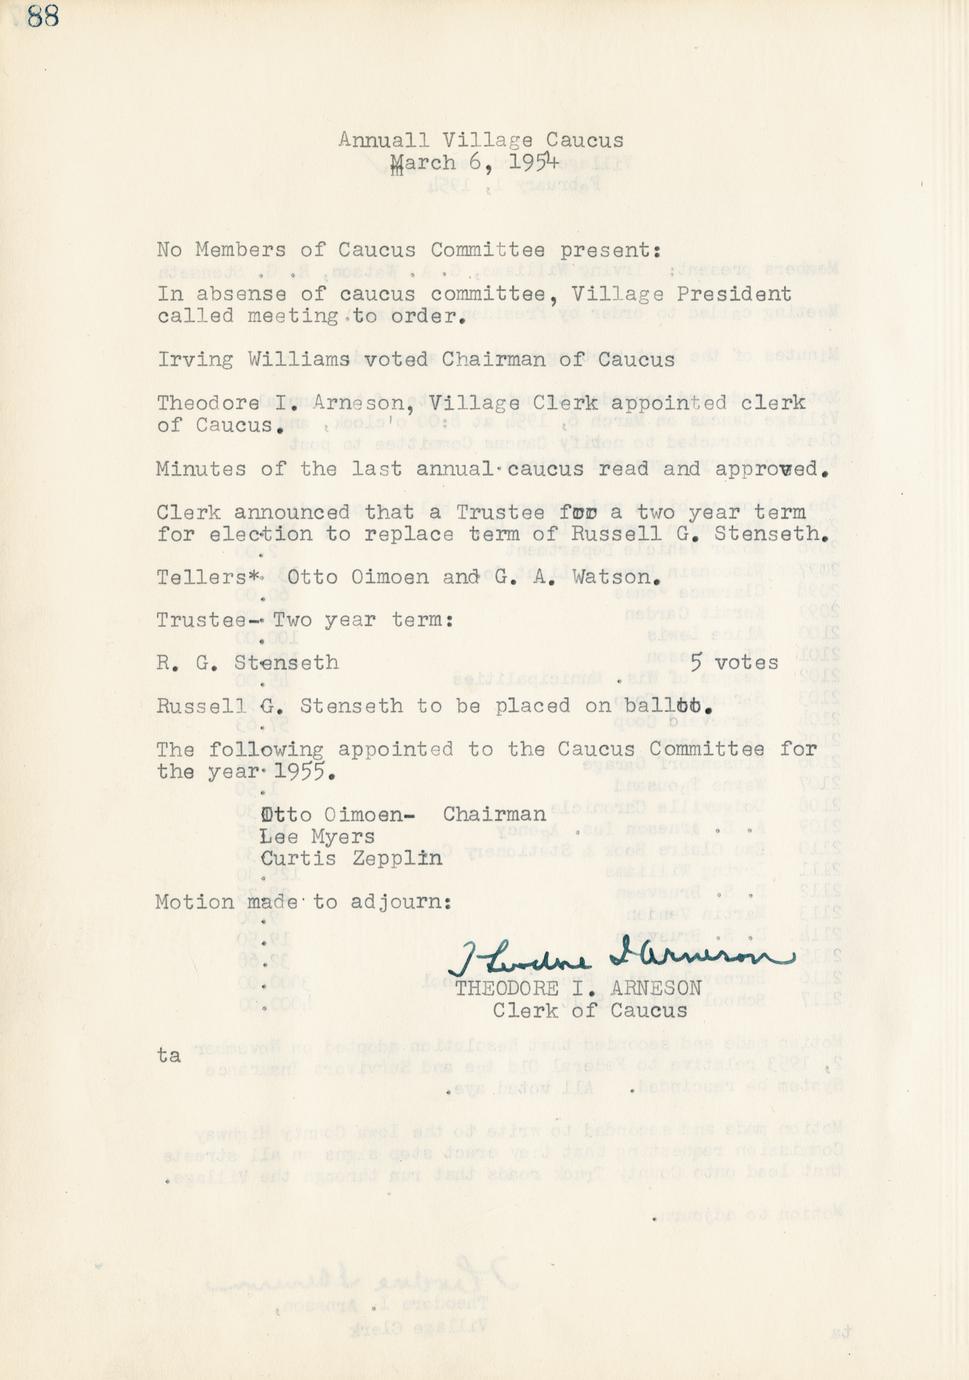 88
Annuall Village Caucus
March 6, 1954
No Members of Caucus Committee present:
In absense of caucus committee, Village President
called meeting to order.
Irving Williams voted Chairman of Caucus
Theodore I. Arneson, Village Clerk appointed clerk
of Caucus.
Minutes of the last annual caucus read and approved.
Clerk announced that a Trustee for a two year term
for election to replace term of Russell G. Stenseth.
Tellers* Otto Oimoen and G. A. Watson.
Trustee- Two year term:
R. G. Stenseth 5 votes
Russell G. Stenseth to be placed on ballot.
The following appointed to the Caucus Committee for
the year 1955.
Otto Oimoen- Chairman
Lee Myers
Curtis Zepplin
Motion made to adjourn:
Theodore I Arneson
THEODORE I. ARNESON
Clerk of Caucus
ta